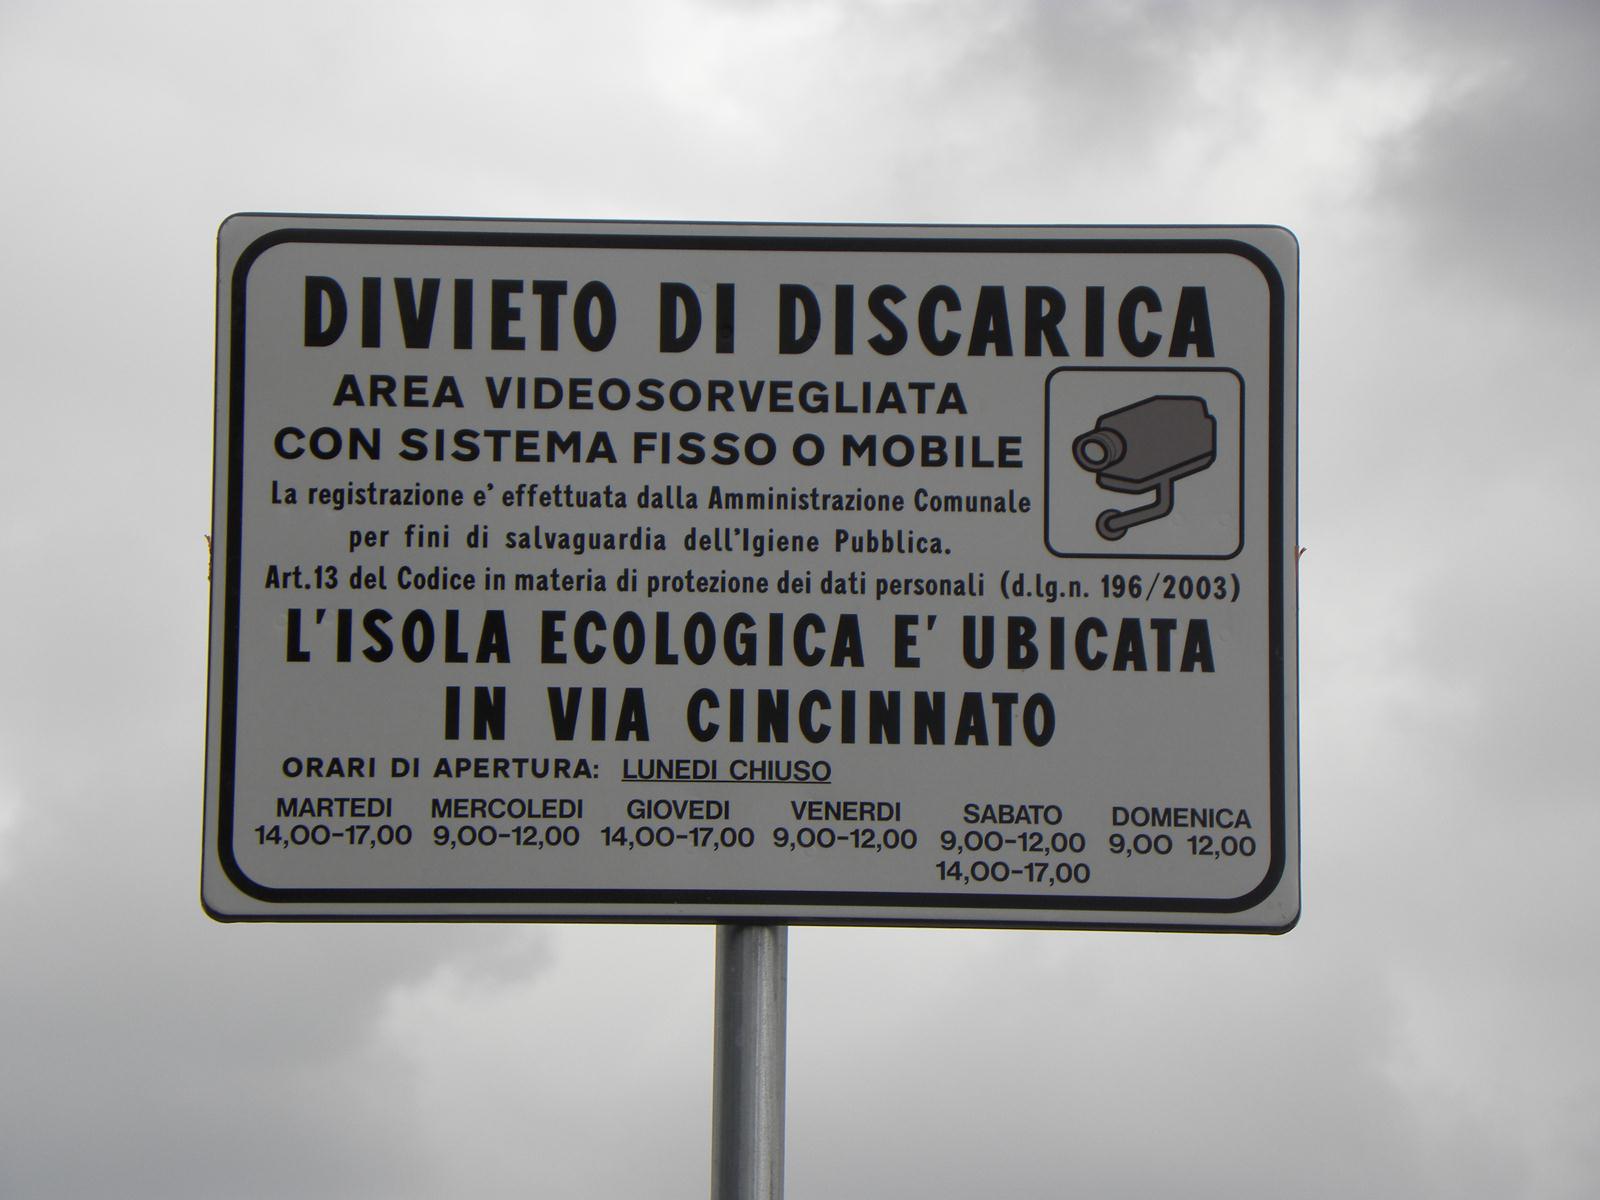 DIVIETO DI DISCARICA
AREA VIDEOSORVEGLIATA
CON SISTEMA FISSO O MOBILE
La registrazione e' effettuata dalla Amministrazione Comunale
per fini di salvaguardia dell'Igiene Pubblica.
Art.13 del Codice in materia di protezione dei dati personali (d.lg.n. 196/2003)
L'ISOLA ECOLOGICA E' UBICATA
IN VIA CINCINNATO
ORARI DI APERTURA: LUNEDI CHIUSO
MARTEDI MERCOLEDI GIOVEDI VENERDI SABATO DOMENICA
14,00-17,00 9,00-12,00 14,00-17,00 9,00-12,00 9,00-12,00 9,00 12,00
14,00-17,00